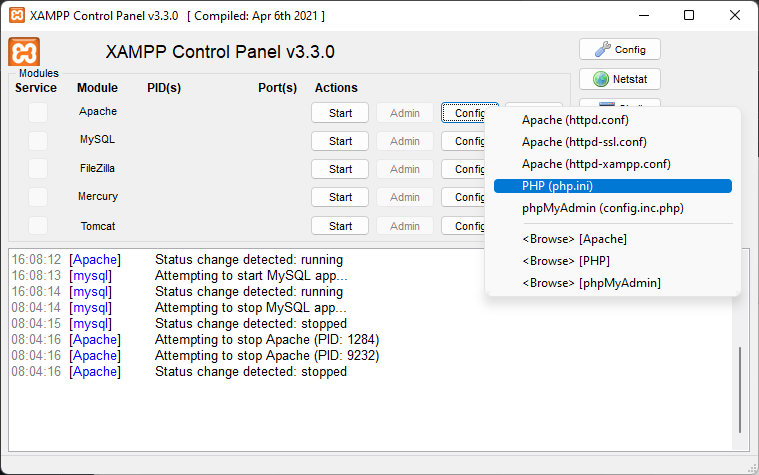 XAMPP Control Panel v3.3.0 [ Compiled: Apr 6th 2021 ]
XAMPP Control Panel v3.3.0
Config
Netstat
Modules
Service Module PID(s) Port(s) Actions
Apache Start Admin Config
MySQL Start Admin
FileZilla Start Admin
Mercury Start Admin
Tomcat Start Admin
Apache (httpd.conf)
Apache (httpd-ssl.conf)
Apache (httpd-xampp.conf)
PHP (php.ini)
phpMyAdmin (config.inc.php)
<Browse> [Apache]
<Browse> [PHP]
<Browse> [phpMyAdmin]
16:08:12 [Apache] Status change detected: running
16:08:13 [mysql] Attempting to start MySQL app...
16:08:14 [mysql] Status change detected: running
08:04:14 [mysql] Attempting to stop MySQL app...
08:04:15 [mysql] Status change detected: stopped
08:04:16 [Apache] Attempting to stop Apache (PID: 1284)
08:04:16 [Apache] Attempting to stop Apache (PID: 9232)
08:04:16 [Apache] Status change detected: stopped